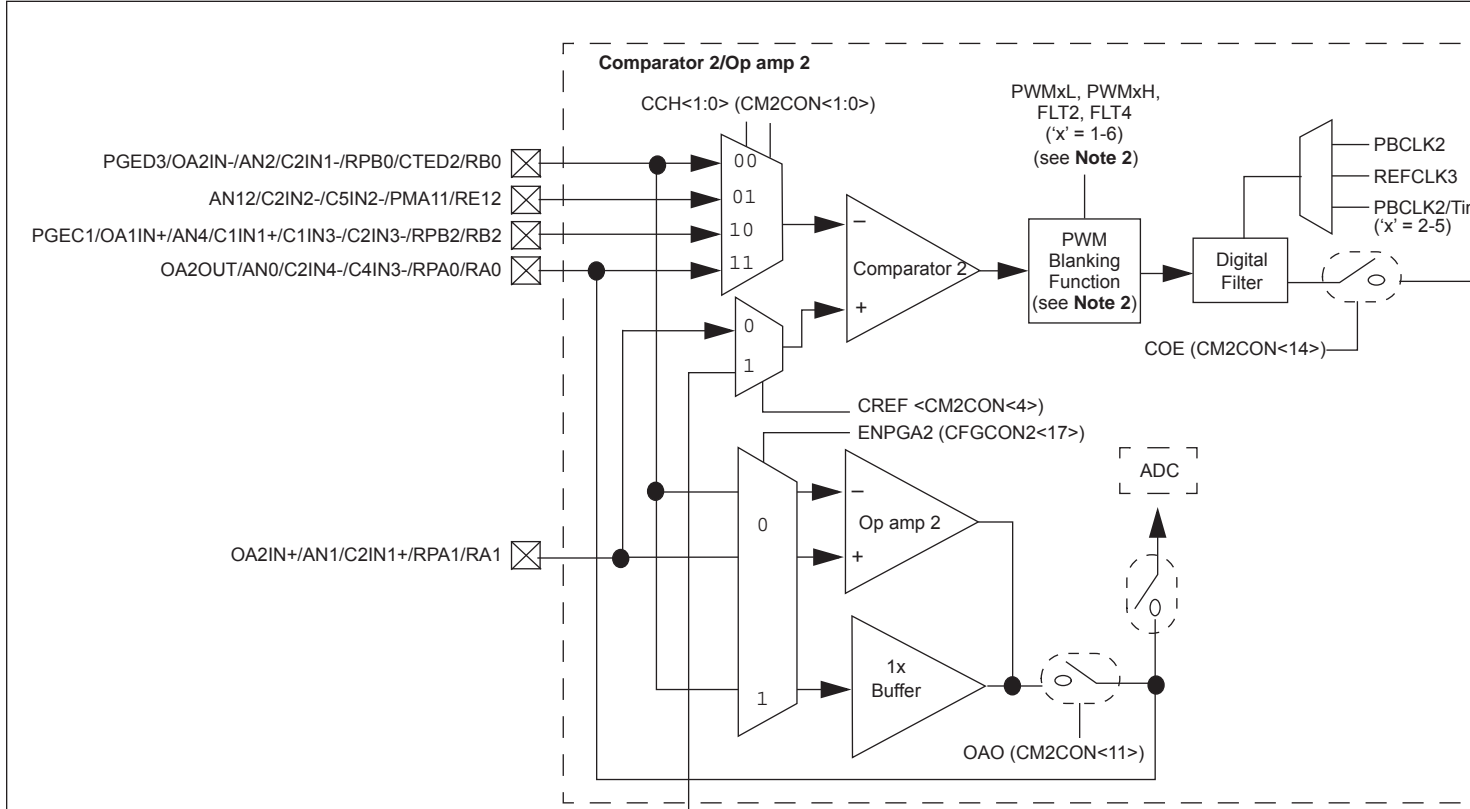 Comparator 2/Op amp 2
CCH<1:0> (CM2CON<1:0>)
PWMxL, PWMxH,
FLT2, FLT4
(‘x’ = 1-6)
(see Note 2)
PGED3/OA2IN-/AN2/C2IN1-/RPB0/CTED2/RB0
AN12/C2IN2-/C5IN2-/PMA11/RE12
PGEC1/OA1IN+/AN4/C1IN1+/C1IN3-/C2IN3-/RPB2/RB2
OA2OUT/AN0/C2IN4-/C4IN3-/RPA0/RA0
00
01
10
11
–
Comparator 2
+
PWM
Blanking
Function
(see Note 2)
Digital
Filter
PBCLK2
REFCLK3
PBCLK2/
(‘x’ = 2-5)
COE (CM2CON<14>)
0
1
CREF <CM2CON<4>)
ENPGA2 (CFGCON2<17>)
OA2IN+/AN1/C2IN1+/RPA1/RA1
0
1
–
Op amp 2
+
ADC
1x
Buffer
OAO (CM2CON<11>)